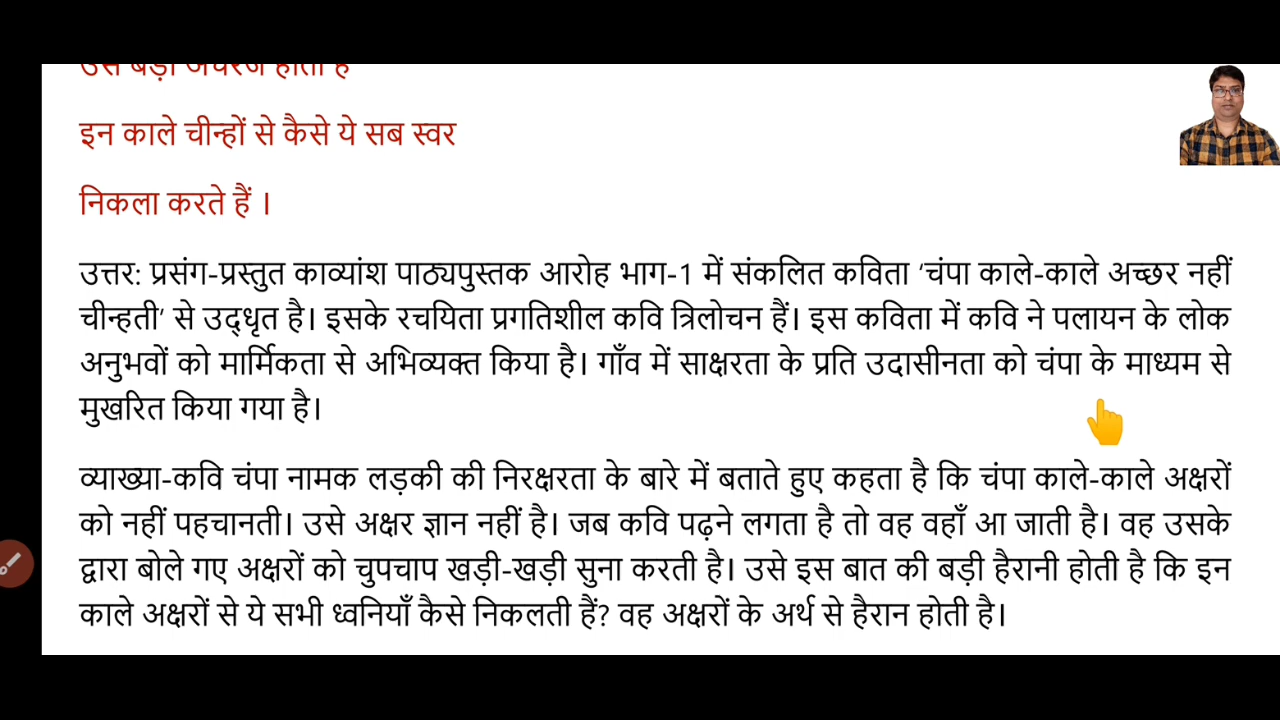 उसे बड़ा अचरज होता है
इन काले चीन्हों से कैसे ये सब स्वर
निकला करते हैं ।
उत्तर: प्रसंग-प्रस्तुत काव्यांश पाठ्यपुस्तक आरोह भाग-1 में संकलित कविता ‘चंपा काले-काले अच्छर नहीं
चीन्हती’ से उद्धृत है। इसके रचयिता प्रगतिशील कवि त्रिलोचन हैं। इस कविता में कवि ने पलायन के लोक
अनुभवों को मार्मिकता से अभिव्यक्त किया है। गाँव में साक्षरता के प्रति उदासीनता को चंपा के माध्यम से
मुखरित किया गया है।
व्याख्या-कवि चंपा नामक लड़की की निरक्षरता के बारे में बताते हुए कहता है कि चंपा काले-काले अक्षरों
को नहीं पहचानती। उसे अक्षर ज्ञान नहीं है। जब कवि पढ़ने लगता है तो वह वहाँ आ जाती है। वह उसके
द्वारा बोले गए अक्षरों को चुपचाप खड़ी-खड़ी सुना करती है। उसे इस बात की बड़ी हैरानी होती है कि इन
काले अक्षरों से ये सभी ध्वनियाँ कैसे निकलती हैं? वह अक्षरों के अर्थ से हैरान होती है।